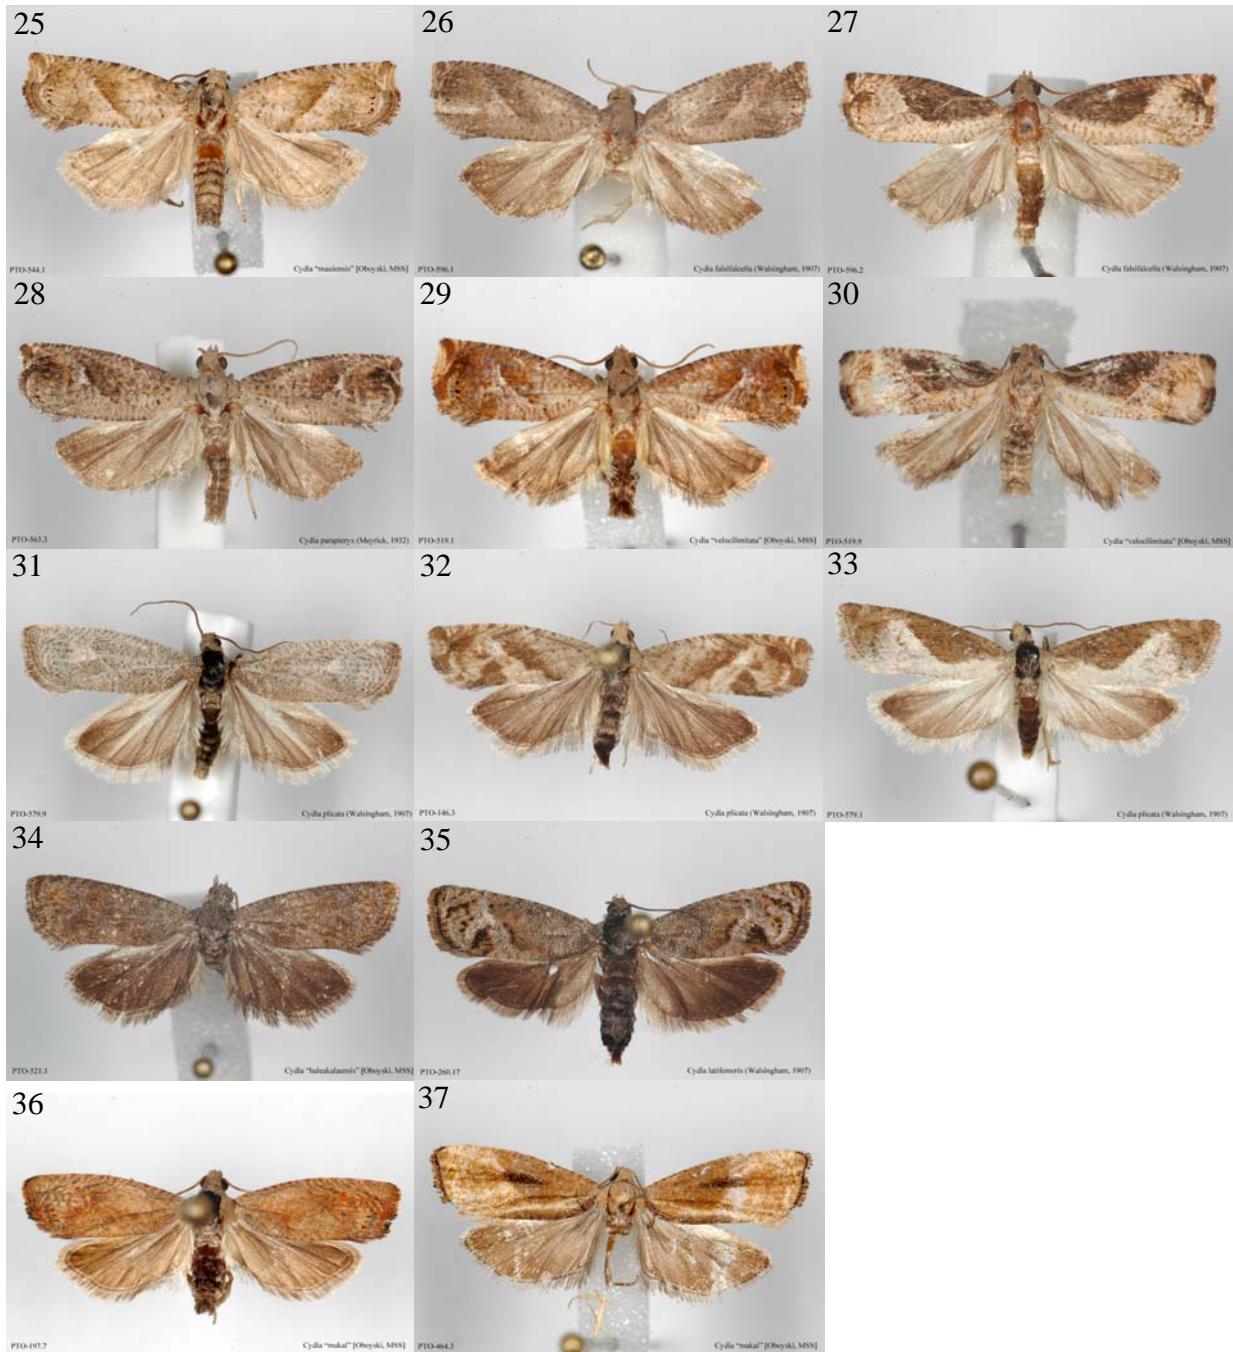 25
PTO-544.1
Cydia "mauiensis" [Oboyski, MSS]
26
PTO-596.1
Cydia falsifalcella (Walsingham, 1907)
27
PTO-596.2
Cydia falsifalcella (Walsingham, 1907)
28
PTO-563.3
Cydia parapteryx (Meyrick, 1932)
29
PTO-519.1
Cydia "velocilimitata" [Oboyski, MSS]
30
PTO-519.9
Cydia "velocilimitata" [Oboyski, MSS]
31
PTO-579.9
Cydia plicata (Walsingham, 1907)
32
PTO-146.3
Cydia plicata (Walsingham, 1907)
33
PTO-579.1
Cydia plicata (Walsingham, 1907)
34
PTO-521.1
Cydia "haleakalaensis" [Oboyski, MSS]
35
PTO-260.17
Cydia latifemoris (Walsingham, 1907)
36
PTO-197.7
Cydia "makai" [Oboyski, MSS]
37
PTO-464.3
Cydia "makai" [Oboyski, MSS]